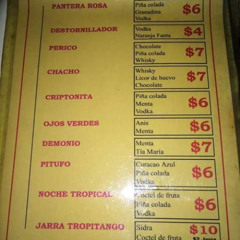 PANTERA ROSA
Piña colada
Granadina
Vodka
$6
DESTORNILLADOR
Vodka
Naranja Fanta
$4
PERICO
Chocolate
Piña colada
Whisky
$7
CHACHO
Whisky
Licor de huevo
Chocolate
$7
CRIPTONITA
Piña colada
Menta
Vodka
$6
OJOS VERDES
Anis
Menta
$6
DEMONIO
Menta
Tia María
$7
PITUFO
Curacao Azul
Piña colada
Vodka
$6
NOCHE TROPICAL
Coctel de fruta
Piña colada
Vodka
$6
JARRA TROPITANGO
Sidra
Coctel de fruta
$10